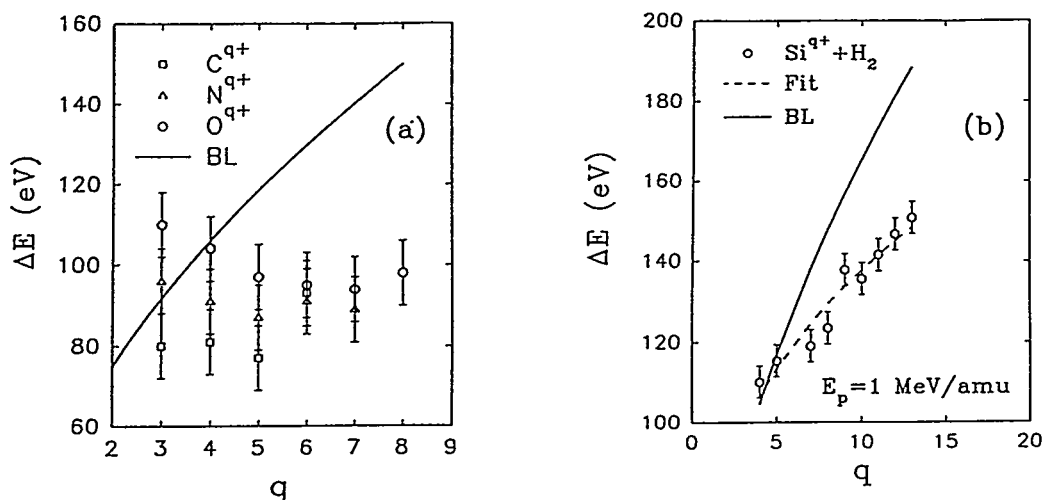 160
140
120
100
80
60
ΔE (eV)
C^q+
N^q+
O^q+
BL
(a)
2 3 4 5 6 7 8 9
q
200
180
160
140
120
100
ΔE (eV)
Si^q+ +H_2
Fit
BL
(b)
E_p=1 MeV/amu
0 5 10 15 20
q